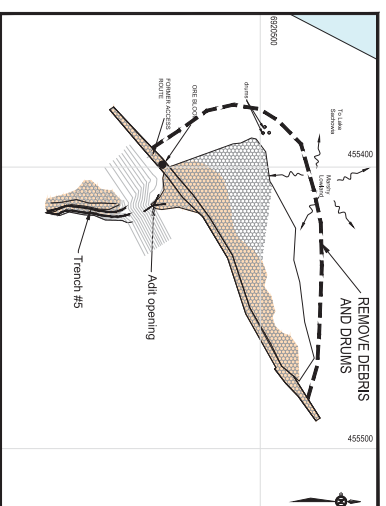 6920500
To Lake
Sachowia
455400
drums
ORE BLOCK
FORMER ACCESS
ROUTE
Marshy
Lowland
REMOVE DEBRIS
AND DRUMS
Adit opening
Trench #5
455500